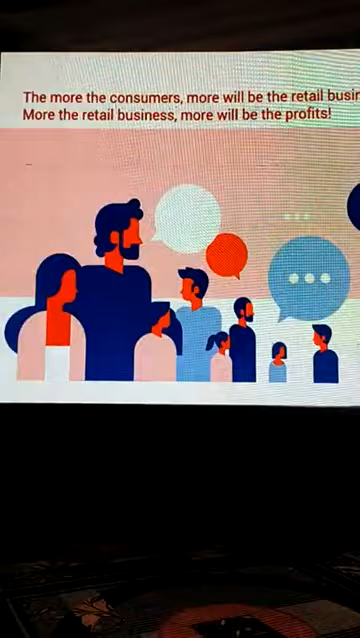 The more the consumers, more will be the retail
More the retail business, more will be the profits!